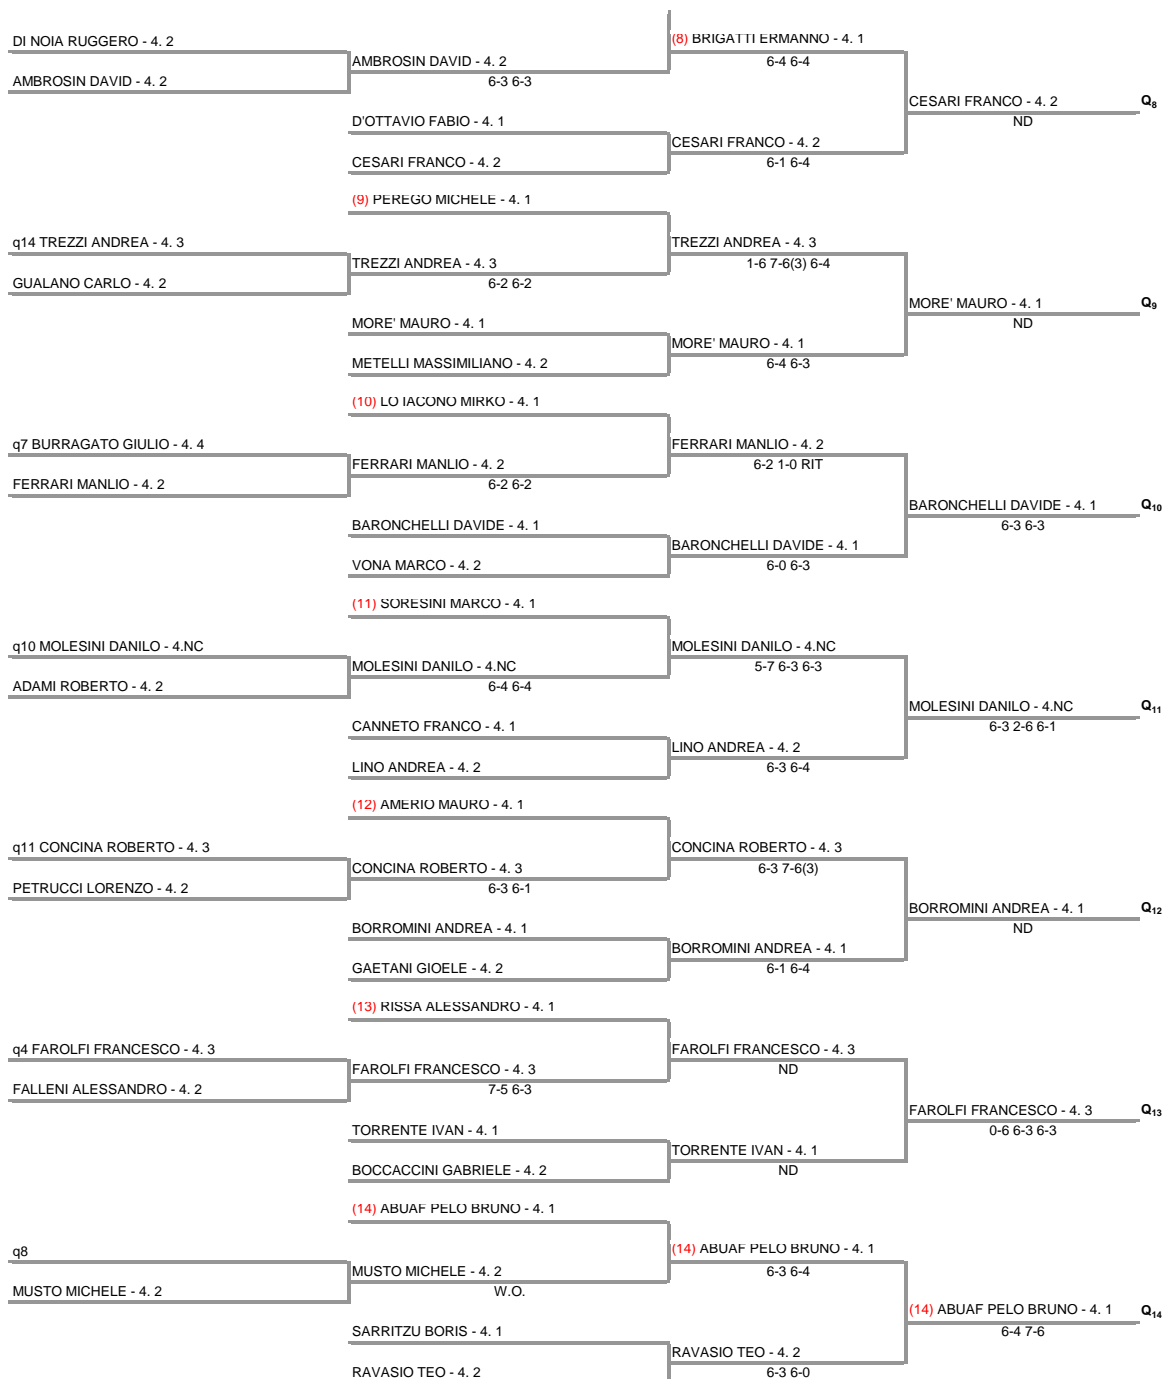 (8) BRIGATTI ERMANNO - 4. 1
DI NOIA RUGGERO - 4. 2
AMBROSIN DAVID - 4. 2
6-4 6-4
AMBROSIN DAVID - 4. 2
6-3 6-3
CESARI FRANCO - 4. 2 Q8
ND
D'OTTAVIO FABIO - 4. 1
CESARI FRANCO - 4. 2
CESARI FRANCO - 4. 2
6-1 6-4
(9) PEREGO MICHELE - 4. 1
q14 TREZZI ANDREA - 4. 3
TREZZI ANDREA - 4. 3
TREZZI ANDREA - 4. 3
1-6 7-6(3) 6-4
GUALANO CARLO - 4. 2
6-2 6-2
MORE' MAURO - 4. 1 Q9
ND
MORE' MAURO - 4. 1
MORE' MAURO - 4. 1
METELLI MASSIMILIANO - 4. 2
6-4 6-3
(10) LO IACONO MIRKO - 4. 1
q7 BURRAGATO GIULIO - 4. 4
FERRARI MANLIO - 4. 2
FERRARI MANLIO - 4. 2
6-2 1-0 RIT
FERRARI MANLIO - 4. 2
6-2 6-2
BARONCHELLI DAVIDE - 4. 1 Q10
6-3 6-3
BARONCHELLI DAVIDE - 4. 1
BARONCHELLI DAVIDE - 4. 1
VONA MARCO - 4. 2
6-0 6-3
(11) SORESINI MARCO - 4. 1
q10 MOLESINI DANILO - 4.NC
MOLESINI DANILO - 4.NC
MOLESINI DANILO - 4.NC
5-7 6-3 6-3
ADAMI ROBERTO - 4. 2
6-4 6-4
MOLESINI DANILO - 4.NC Q11
6-3 2-6 6-1
CANNETO FRANCO - 4. 1
LINO ANDREA - 4. 2
LINO ANDREA - 4. 2
6-3 6-4
(12) AMERIO MAURO - 4. 1
q11 CONCINA ROBERTO - 4. 3
CONCINA ROBERTO - 4. 3
CONCINA ROBERTO - 4. 3
6-3 7-6(3)
PETRUCCI LORENZO - 4. 2
6-3 6-1
BORROMINI ANDREA - 4. 1 Q12
ND
BORROMINI ANDREA - 4. 1
BORROMINI ANDREA - 4. 1
GAETANI GIOELE - 4. 2
6-1 6-4
(13) RISSA ALESSANDRO - 4. 1
q4 FAROLFI FRANCESCO - 4. 3
FAROLFI FRANCESCO - 4. 3
FAROLFI FRANCESCO - 4. 3
ND
FALLENI ALESSANDRO - 4. 2
7-5 6-3
FAROLFI FRANCESCO - 4. 3 Q13
0-6 6-3 6-3
TORRENTE IVAN - 4. 1
TORRENTE IVAN - 4. 1
BOCCACCINI GABRIELE - 4. 2
ND
(14) ABUAF PELO BRUNO - 4. 1
q8
(14) ABUAF PELO BRUNO - 4. 1
MUSTO MICHELE - 4. 2
6-3 6-4
MUSTO MICHELE - 4. 2
W.O.
(14) ABUAF PELO BRUNO - 4. 1 Q14
6-4 7-6
SARRITZU BORIS - 4. 1
RAVASIO TEO - 4. 2
RAVASIO TEO - 4. 2
6-3 6-0